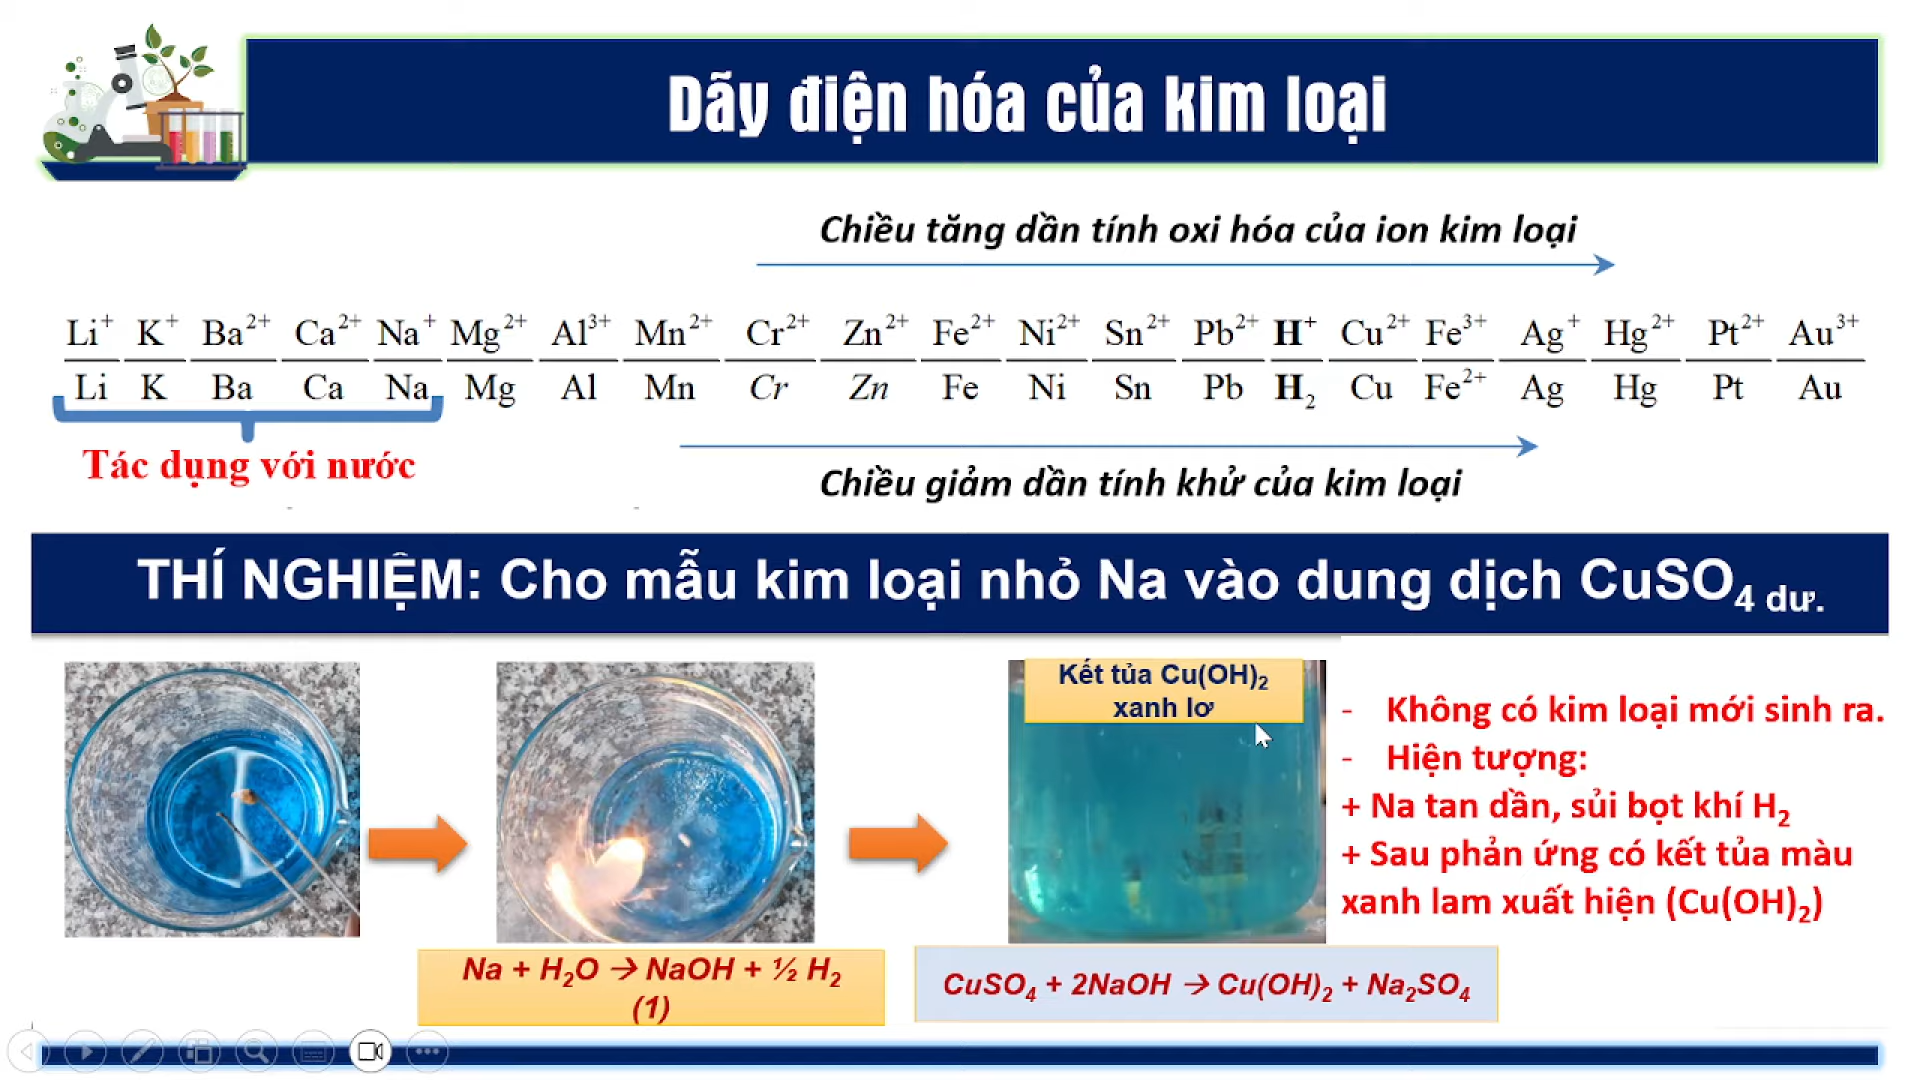 Dãy điện hóa của kim loại
Chiều tăng dần tính oxi hóa của ion kim loại
Li⁺ K⁺ Ba²⁺ Ca²⁺ Na⁺ Mg²⁺ Al³⁺ Mn²⁺ Cr²⁺ Zn²⁺ Fe²⁺ Ni²⁺ Sn²⁺ Pb²⁺ H⁺ Cu²⁺ Fe³⁺ Ag⁺ Hg²⁺ Pt²⁺ Au³⁺
Li K Ba Ca Na Mg Al Mn Cr Zn Fe Ni Sn Pb H₂ Cu Fe²⁺ Ag Hg Pt Au
Tác dụng với nước
Chiều giảm dần tính khử của kim loại
THÍ NGHIỆM: Cho mẫu kim loại nhỏ Na vào dung dịch CuSO₄ dư.
Kết tủa Cu(OH)₂
xanh lơ
- Không có kim loại mới sinh ra.
- Hiện tượng:
+ Na tan dần, sủi bọt khí H₂
+ Sau phản ứng có kết tủa màu
xanh lam xuất hiện (Cu(OH)₂)
Na + H₂O → NaOH + ½ H₂
(1)
CuSO₄ + 2NaOH → Cu(OH)₂ + Na₂SO₄